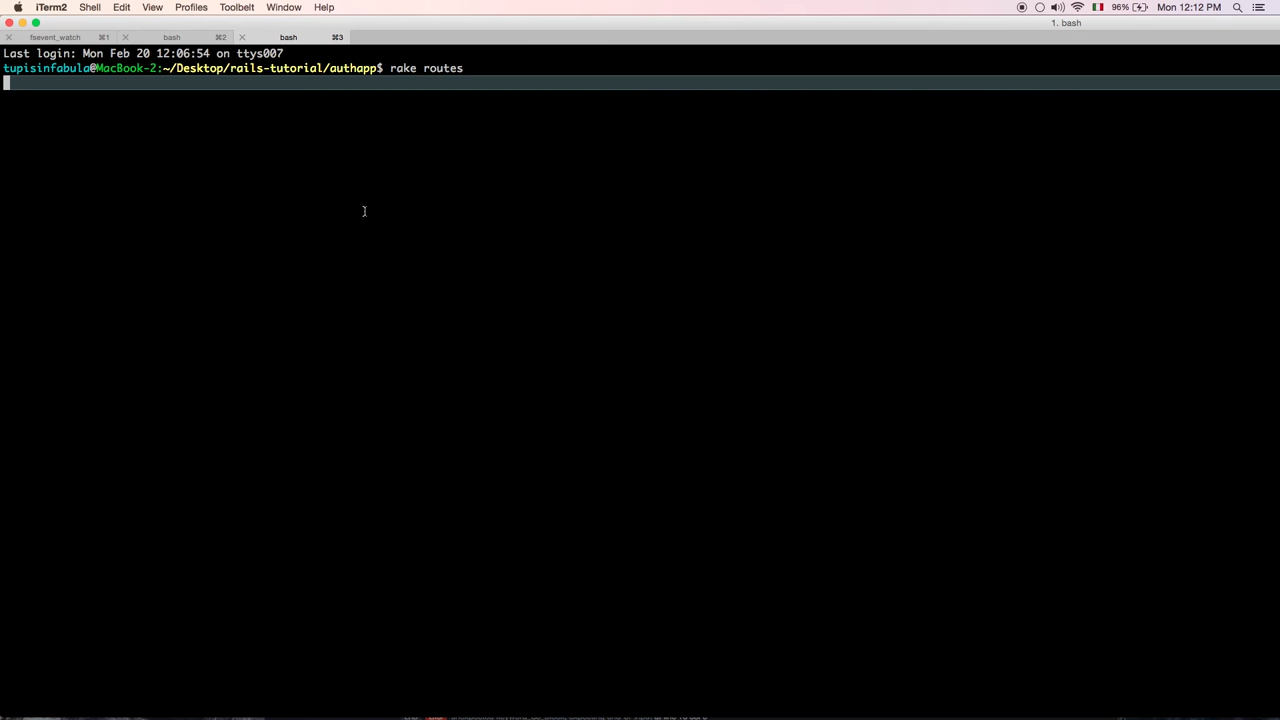 iTerm2 Shell Edit View Profiles Toolbelt Window Help 96% Mon 12:12 PM
1. bash
fsevent_watch ⌘1 bash ⌘2 bash ⌘3
Last login: Mon Feb 20 12:06:54 on ttys007
tupisinfabula@MacBook-2:~/Desktop/rails-tutorial/authapp$ rake routes